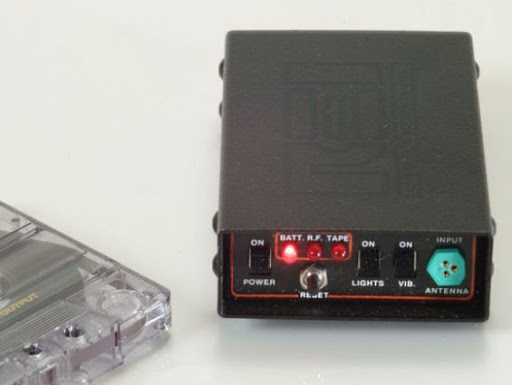 BATT. R.F. TAPE
ON
ON
ON
INPUT
POWER
RESET
LIGHTS
VIB.
ANTENNA
OUTPUT